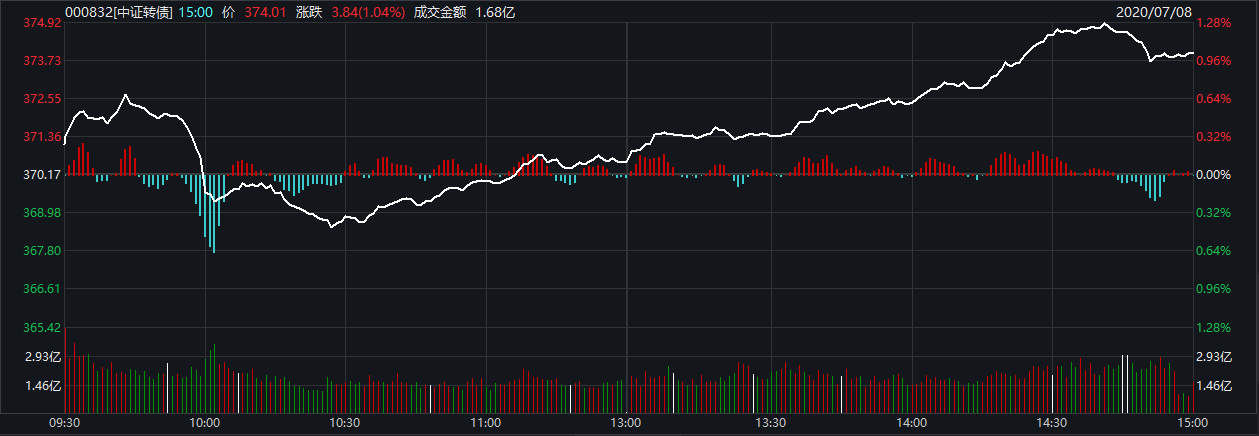 000832[中证转债] 15:00 价 374.01 涨跌 3.84(1.04%) 成交金额 1.68亿 2020/07/08
374.92 1.28%
373.73 0.96%
372.55 0.64%
371.36 0.32%
370.17 0.00%
368.98 0.32%
367.80 0.64%
366.61 0.96%
365.42 1.28%
2.93亿 2.93亿
1.46亿 1.46亿
09:30 10:00 10:30 11:00 13:00 13:30 14:00 14:30 15:00